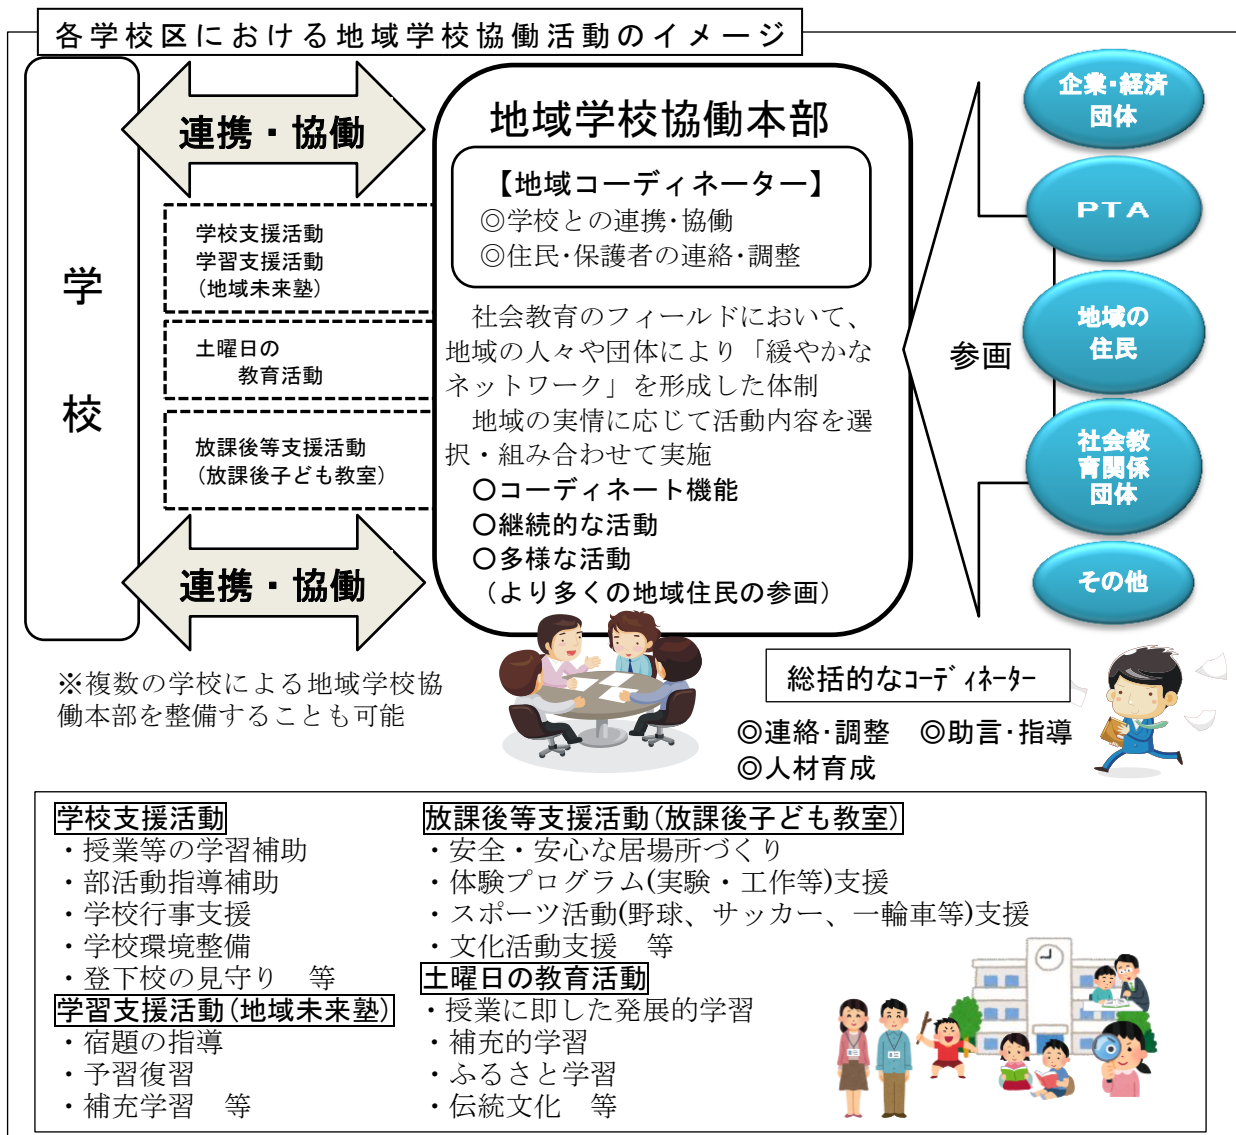 各学校区における地域学校協働活動のイメージ
学
校
連携・協働
学校支援活動
学習支援活動
(地域未来塾)
土曜日の
教育活動
放課後等支援活動
(放課後子ども教室)
連携・協働
※複数の学校による地域学校協
働本部を整備することも可能
地域学校協働本部
【地域コーディネーター】
◎学校との連携・協働
◎住民・保護者の連絡・調整
社会教育のフィールドにおいて、
地域の人々や団体により「緩やかな
ネットワーク」を形成した体制
地域の実情に応じて活動内容を選
択・組み合わせて実施
〇コーディネート機能
〇継続的な活動
〇多様な活動
(より多くの地域住民の参画)
参画
企業・経済
団体
PTA
地域の
住民
社会教
育関係
団体
その他
総括的なｺｰﾃﾞｨﾈｰﾀｰ
◎連絡・調整　◎助言・指導
◎人材育成
学校支援活動
・授業等の学習補助
・部活動指導補助
・学校行事支援
・学校環境整備
・登下校の見守り　等
学習支援活動(地域未来塾)
・宿題の指導
・予習復習
・補充学習　等
放課後等支援活動(放課後子ども教室)
・安全・安心な居場所づくり
・体験プログラム(実験・工作等)支援
・スポーツ活動(野球、サッカー、一輪車等)支援
・文化活動支援　等
土曜日の教育活動
・授業に即した発展的学習
・補充的学習
・ふるさと学習
・伝統文化　等